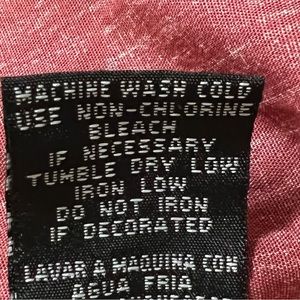 MACHINE WASH COLD
USE NON-CHLORINE
BLEACH
IF NECESSARY
TUMBLE DRY LOW
IRON LOW
DO NOT IRON
IF DECORATED
LAVAR A MAQUINA CON
AGUA FRIA